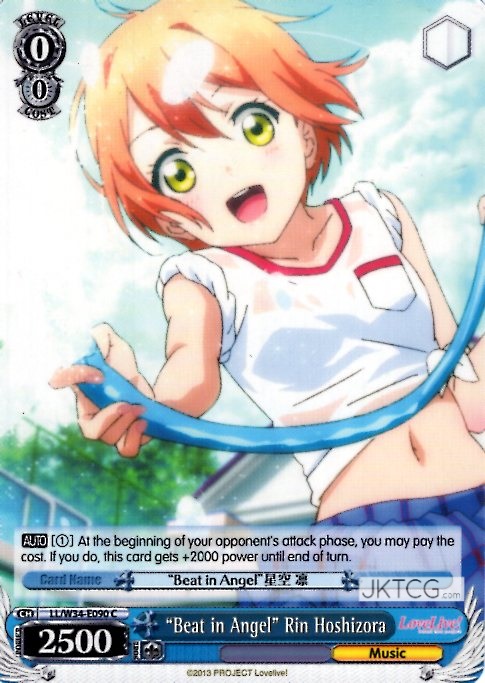 LEVEL
0
0
COST
AUTO [①] At the beginning of your opponent's attack phase, you may pay the
cost. If you do, this card gets +2000 power until end of turn.
Card Name
"Beat in Angel"星空 凛
JKTCG.com
CH LL/W34-E090 C
2500
"Beat in Angel" Rin Hoshizora
LoveLive!
Music
©2013 PROJECT Lovelive!